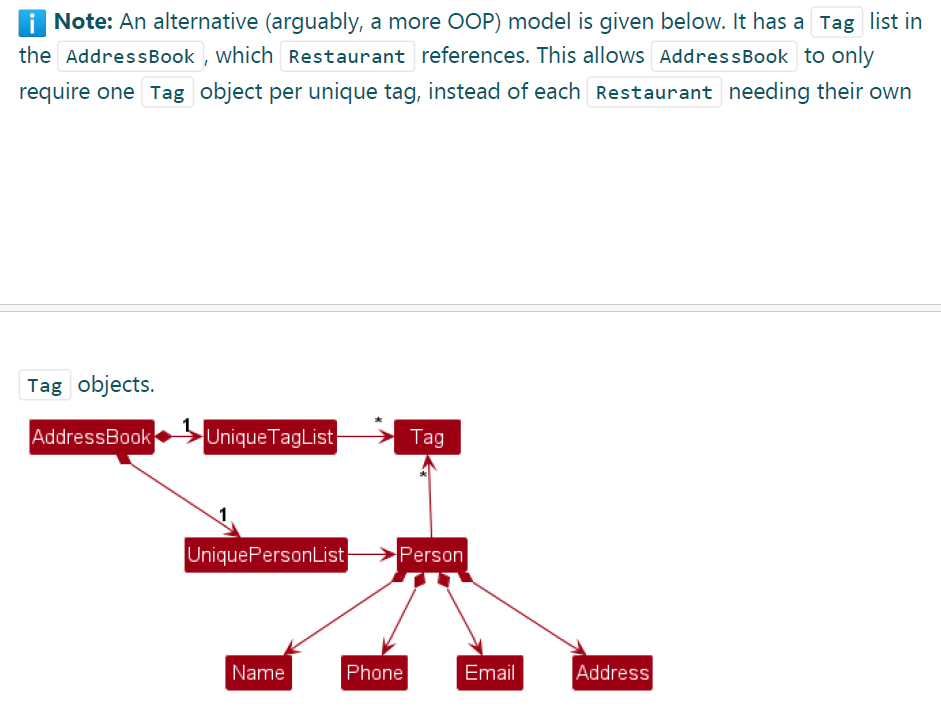 ℹ Note: An alternative (arguably, a more OOP) model is given below. It has a Tag list in
the AddressBook, which Restaurant references. This allows AddressBook to only
require one Tag object per unique tag, instead of each Restaurant needing their own
Tag objects.
AddressBook 1 UniqueTagList * Tag
*
1
UniquePersonList Person
Name Phone Email Address